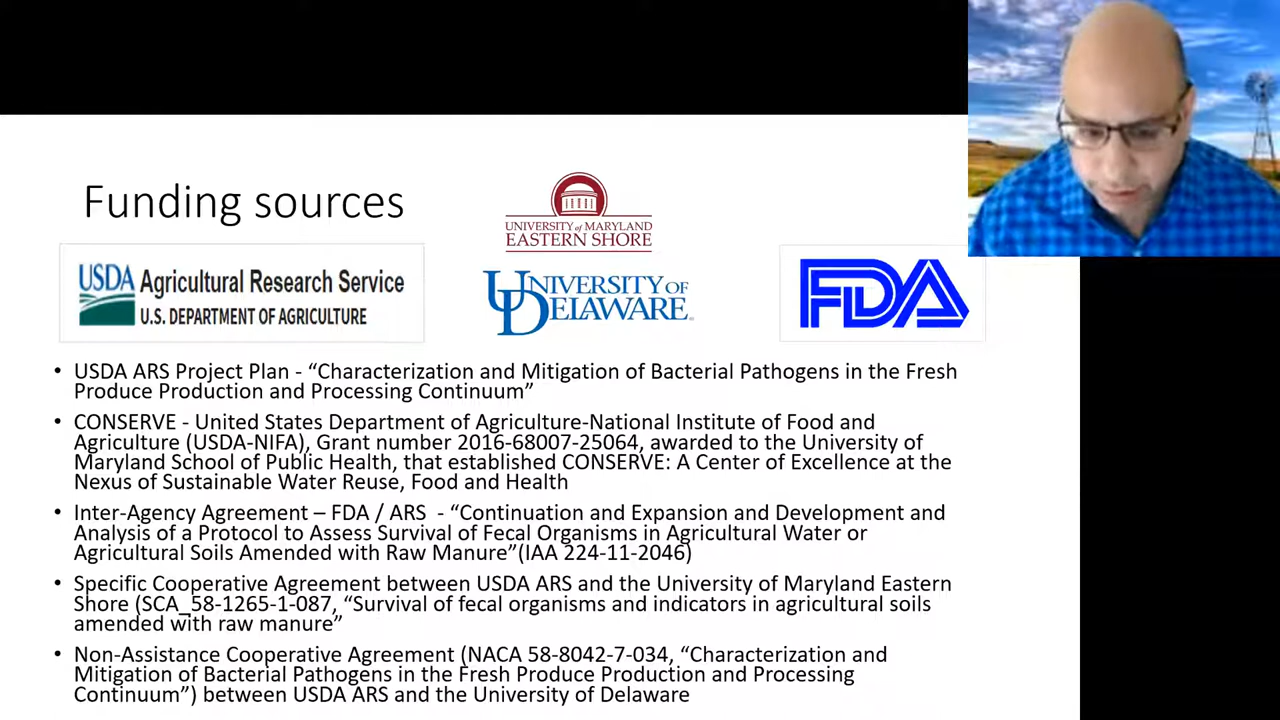 Funding sources
UNIVERSITY of MARYLAND
EASTERN SHORE
USDA Agricultural Research Service
U.S. DEPARTMENT OF AGRICULTURE
UNIVERSITY OF
DELAWARE
FDA
• USDA ARS Project Plan - “Characterization and Mitigation of Bacterial Pathogens in the Fresh
Produce Production and Processing Continuum”
• CONSERVE - United States Department of Agriculture-National Institute of Food and
Agriculture (USDA-NIFA), Grant number 2016-68007-25064, awarded to the University of
Maryland School of Public Health, that established CONSERVE: A Center of Excellence at the
Nexus of Sustainable Water Reuse, Food and Health
• Inter-Agency Agreement – FDA / ARS - “Continuation and Expansion and Development and
Analysis of a Protocol to Assess Survival of Fecal Organisms in Agricultural Water or
Agricultural Soils Amended with Raw Manure”(IAA 224-11-2046)
• Specific Cooperative Agreement between USDA ARS and the University of Maryland Eastern
Shore (SCA_58-1265-1-087, “Survival of fecal organisms and indicators in agricultural soils
amended with raw manure”
• Non-Assistance Cooperative Agreement (NACA 58-8042-7-034, “Characterization and
Mitigation of Bacterial Pathogens in the Fresh Produce Production and Processing
Continuum”) between USDA ARS and the University of Delaware